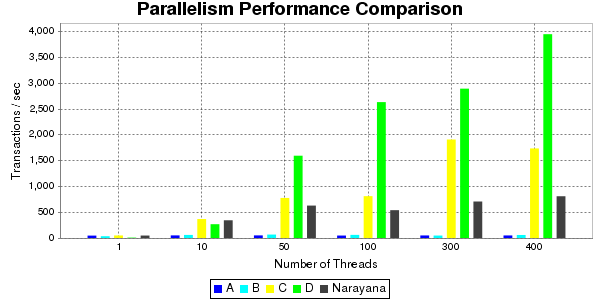 Parallelism Performance Comparison
4,000
3,500
3,000
2,500
2,000
1,500
1,000
500
0
Transactions / sec
1 10 50 100 300 400
Number of Threads
A B C D Narayana